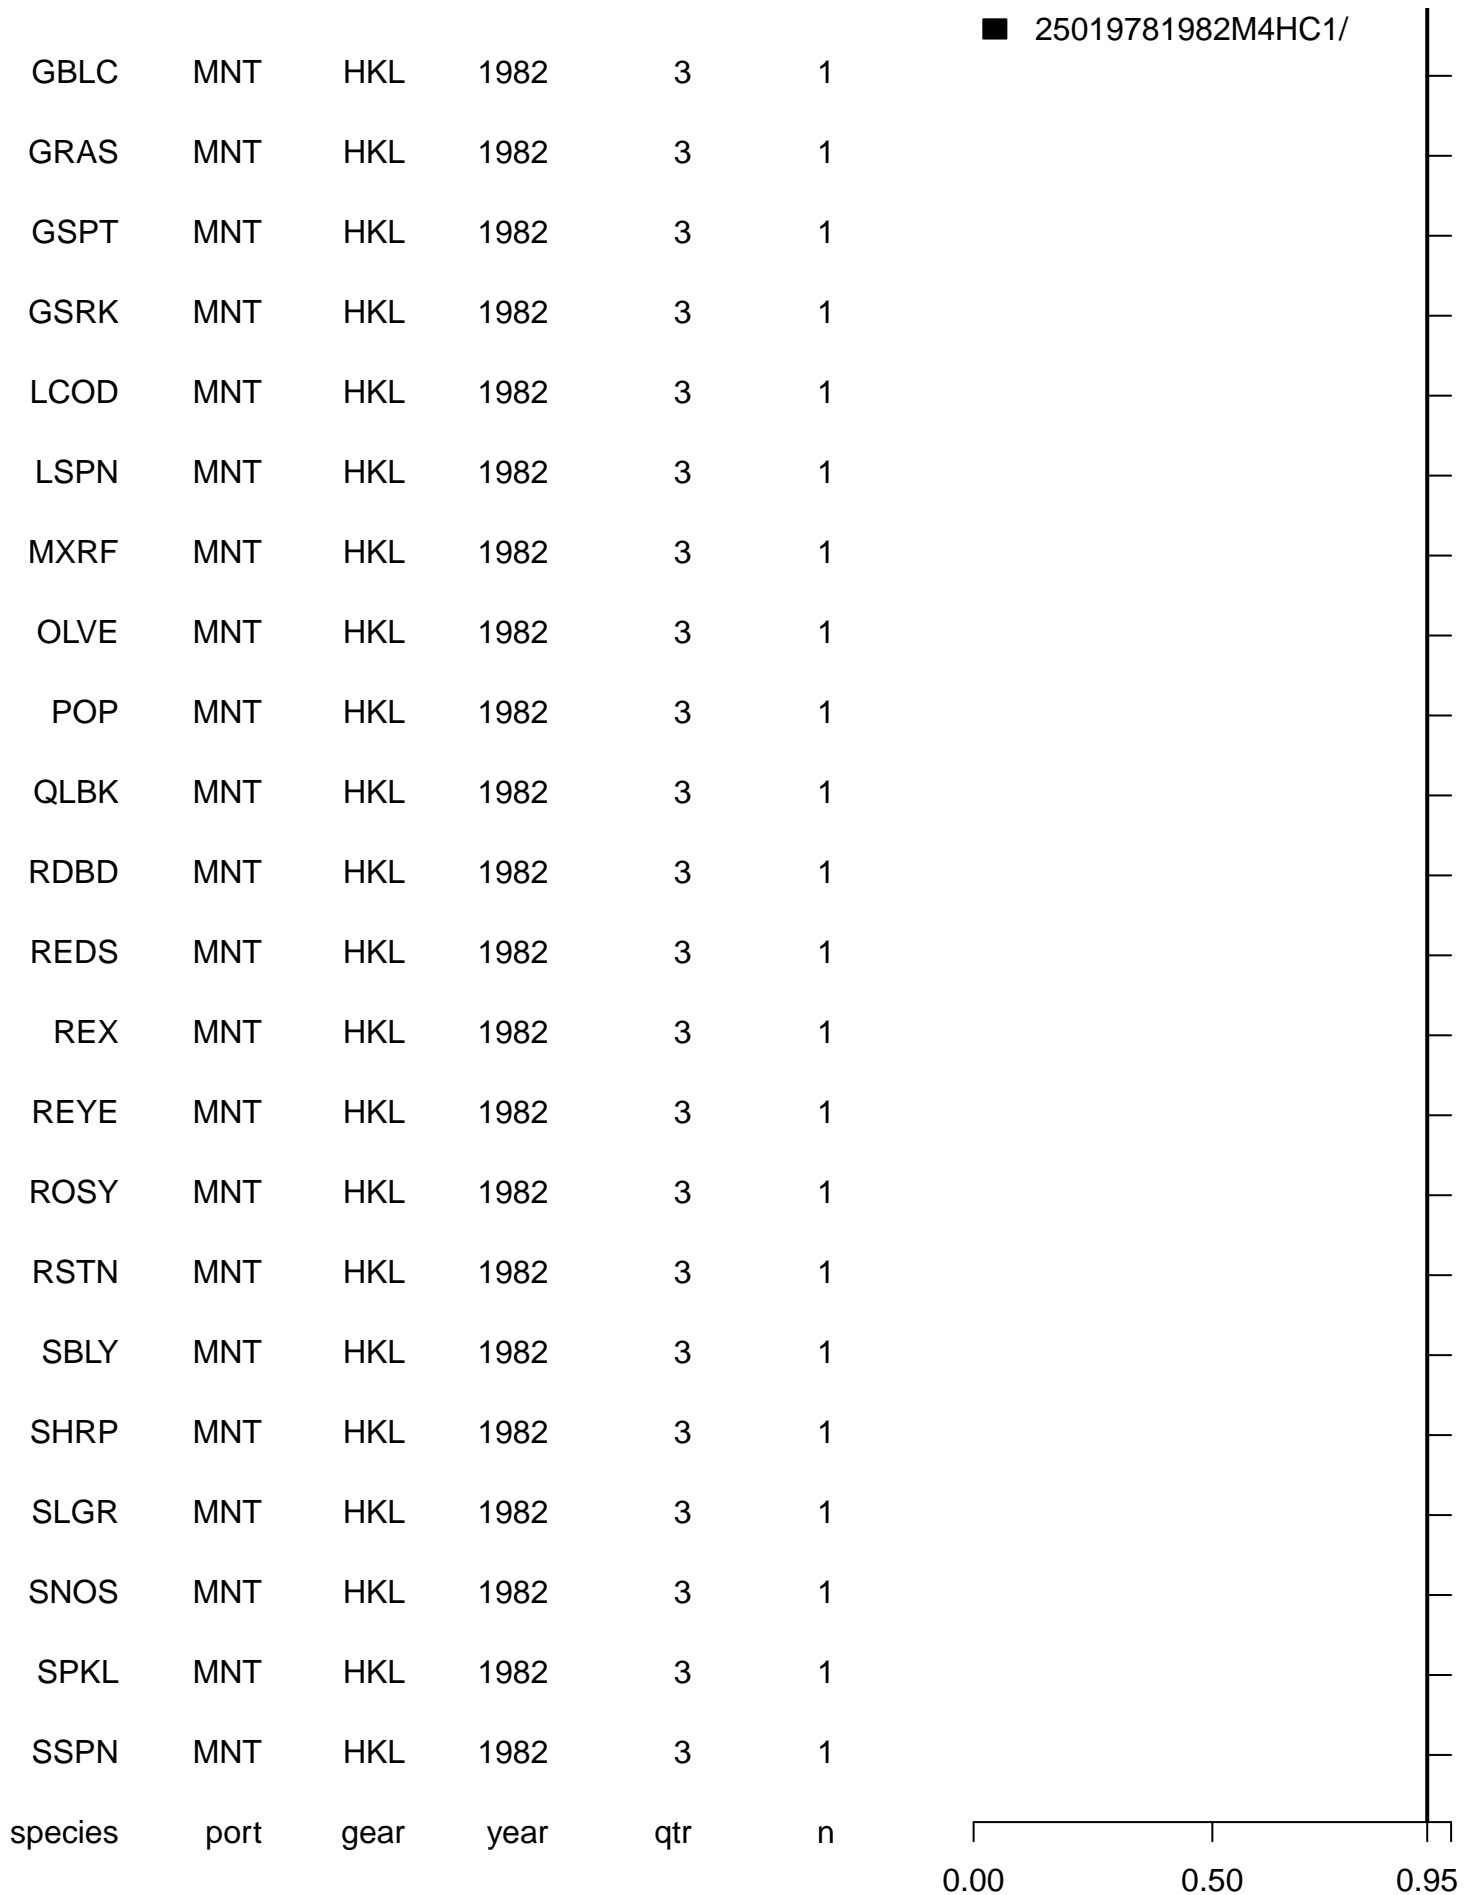 25019781982M4HC1/
GBLC MNT HKL 1982 3 1
GRAS MNT HKL 1982 3 1
GSPT MNT HKL 1982 3 1
GSRK MNT HKL 1982 3 1
LCOD MNT HKL 1982 3 1
LSPN MNT HKL 1982 3 1
MXRF MNT HKL 1982 3 1
OLVE MNT HKL 1982 3 1
POP MNT HKL 1982 3 1
QLBK MNT HKL 1982 3 1
RDBD MNT HKL 1982 3 1
REDS MNT HKL 1982 3 1
REX MNT HKL 1982 3 1
REYE MNT HKL 1982 3 1
ROSY MNT HKL 1982 3 1
RSTN MNT HKL 1982 3 1
SBLY MNT HKL 1982 3 1
SHRP MNT HKL 1982 3 1
SLGR MNT HKL 1982 3 1
SNOS MNT HKL 1982 3 1
SPKL MNT HKL 1982 3 1
SSPN MNT HKL 1982 3 1
species port gear year qtr n
0.00 0.50 0.95